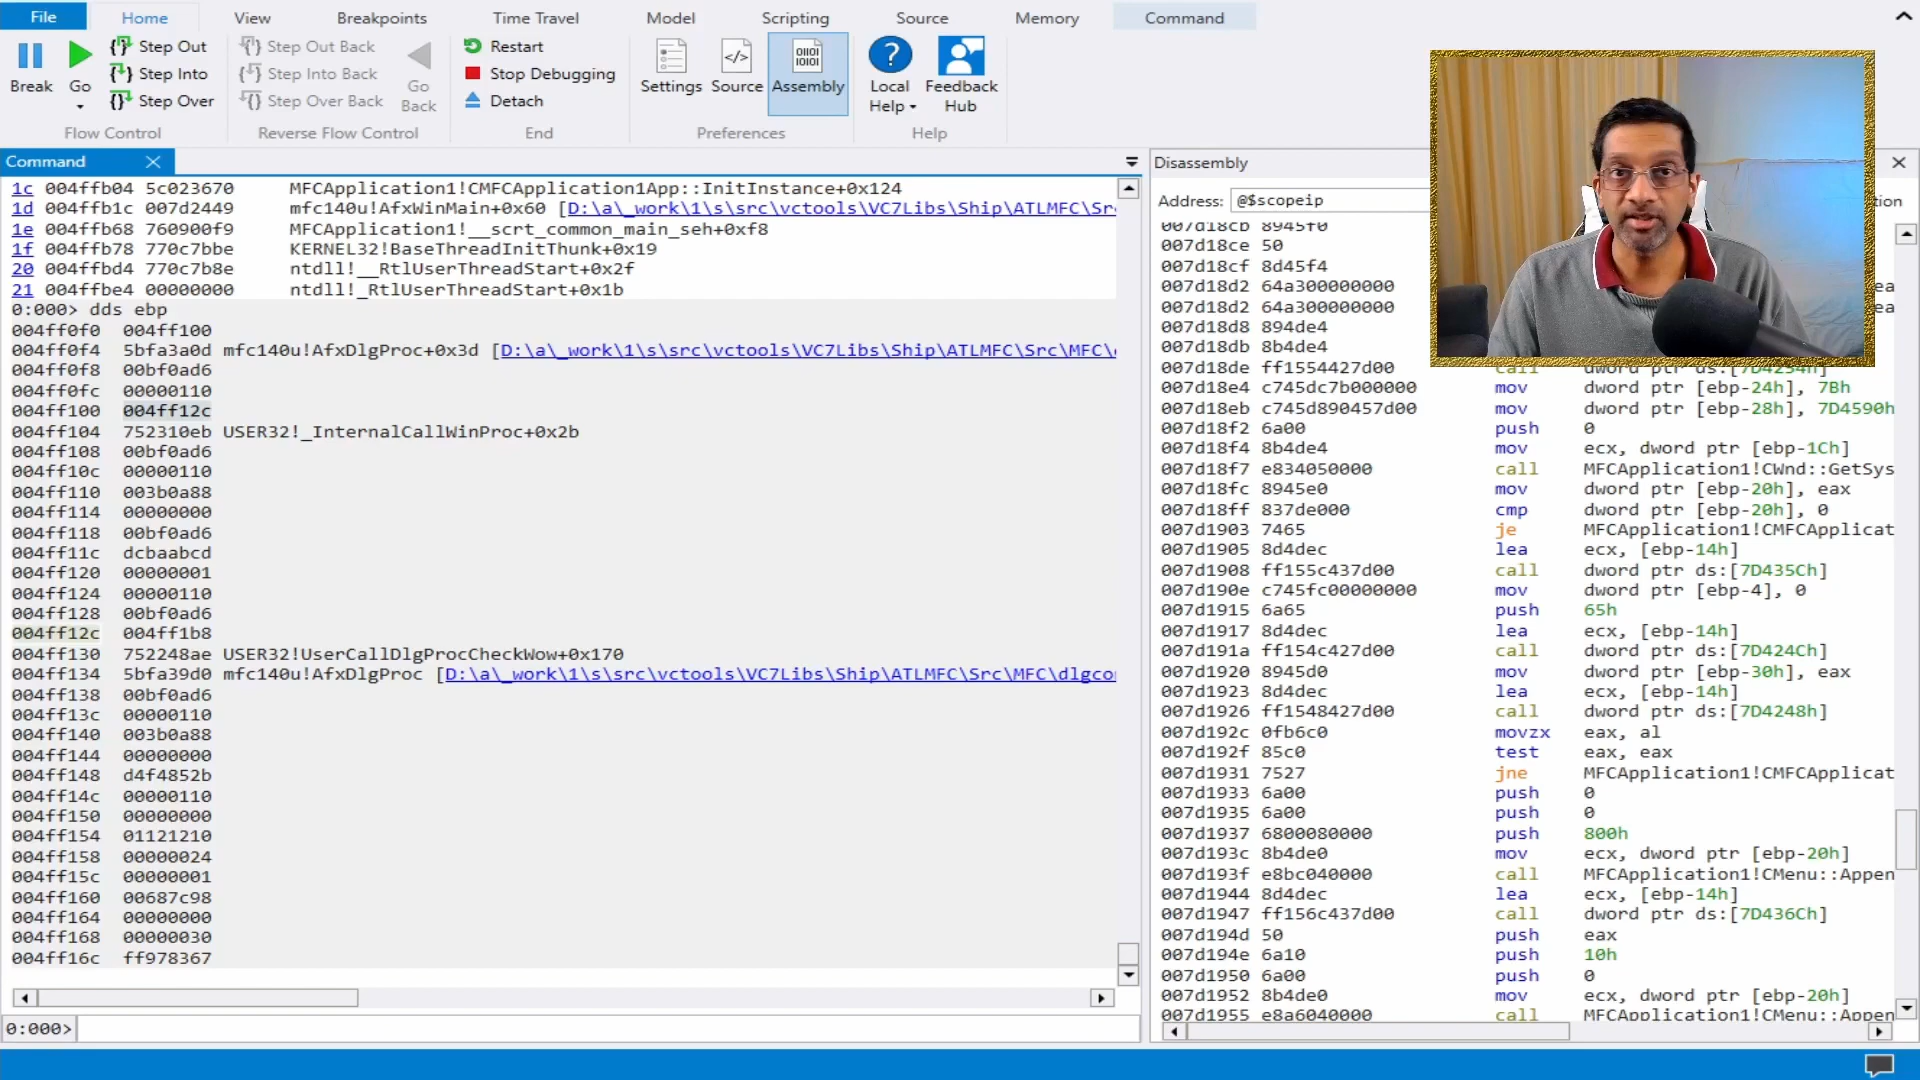 File Home View Breakpoints Time Travel Model Scripting Source Memory Command
Break
Go
Step Out
Step Into
Step Over
Flow Control
Step Out Back
Step Into Back
Step Over Back
Go Back
Reverse Flow Control
Restart
Stop Debugging
Detach
End
Settings
Source
Assembly
Preferences
Local Help
Feedback Hub
Help
Command
1c 004ffb04 5c023670 MFCApplication1!CMFCApplication1App::InitInstance+0x124
1d 004ffb1c 007d2449 mfc140u!AfxWinMain+0x60 [D:\a\_work\1\s\src\vctools\VC7Libs\Ship\ATLMFC\Sr
1e 004ffb68 760900f9 MFCApplication1!__scrt_common_main_seh+0xf8
1f 004ffb78 770c7bbe KERNEL32!BaseThreadInitThunk+0x19
20 004ffbd4 770c7b8e ntdll!__RtlUserThreadStart+0x2f
21 004ffbe4 00000000 ntdll!_RtlUserThreadStart+0x1b
0:000> dds ebp
004ff0f0 004ff100
004ff0f4 5bfa3a0d mfc140u!AfxDlgProc+0x3d [D:\a\_work\1\s\src\vctools\VC7Libs\Ship\ATLMFC\Src\MFC\
004ff0f8 00bf0ad6
004ff0fc 00000110
004ff100 004ff12c
004ff104 752310eb USER32!_InternalCallWinProc+0x2b
004ff108 00bf0ad6
004ff10c 00000110
004ff110 003b0a88
004ff114 00000000
004ff118 00bf0ad6
004ff11c dcbaabcd
004ff120 00000001
004ff124 00000110
004ff128 00bf0ad6
004ff12c 004ff1b8
004ff130 752248ae USER32!UserCallDlgProcCheckWow+0x170
004ff134 5bfa39d0 mfc140u!AfxDlgProc [D:\a\_work\1\s\src\vctools\VC7Libs\Ship\ATLMFC\Src\MFC\dlgco
004ff138 00bf0ad6
004ff13c 00000110
004ff140 003b0a88
004ff144 00000000
004ff148 d4f4852b
004ff14c 00000110
004ff150 00000000
004ff154 01121210
004ff158 00000024
004ff15c 00000001
004ff160 00687c98
004ff164 00000000
004ff168 00000030
004ff16c ff978367
0:000>
Disassembly
Address: @$scopeip
007d18cb 8945f0
007d18ce 50
007d18cf 8d45f4
007d18d2 64a300000000
007d18d2 64a300000000
007d18d8 894de4
007d18db 8b4de4
007d18de ff1554427d00 call dword ptr ds:[7D4254h]
007d18e4 c745dc7b000000 mov dword ptr [ebp-24h], 7Bh
007d18eb c745d890457d00 mov dword ptr [ebp-28h], 7D4590h
007d18f2 6a00 push 0
007d18f4 8b4de4 mov ecx, dword ptr [ebp-1Ch]
007d18f7 e834050000 call MFCApplication1!CWnd::GetSys
007d18fc 8945e0 mov dword ptr [ebp-20h], eax
007d18ff 837de000 cmp dword ptr [ebp-20h], 0
007d1903 7465 je MFCApplication1!CMFCApplicat
007d1905 8d4dec lea ecx, [ebp-14h]
007d1908 ff155c437d00 call dword ptr ds:[7D435Ch]
007d190e c745fc00000000 mov dword ptr [ebp-4], 0
007d1915 6a65 push 65h
007d1917 8d4dec lea ecx, [ebp-14h]
007d191a ff154c427d00 call dword ptr ds:[7D424Ch]
007d1920 8945d0 mov dword ptr [ebp-30h], eax
007d1923 8d4dec lea ecx, [ebp-14h]
007d1926 ff1548427d00 call dword ptr ds:[7D4248h]
007d192c 0fb6c0 movzx eax, al
007d192f 85c0 test eax, eax
007d1931 7527 jne MFCApplication1!CMFCApplicat
007d1933 6a00 push 0
007d1935 6a00 push 0
007d1937 6800080000 push 800h
007d193c 8b4de0 mov ecx, dword ptr [ebp-20h]
007d193f e8bc040000 call MFCApplication1!CMenu::Appen
007d1944 8d4dec lea ecx, [ebp-14h]
007d1947 ff156c437d00 call dword ptr ds:[7D436Ch]
007d194d 50 push eax
007d194e 6a10 push 10h
007d1950 6a00 push 0
007d1952 8b4de0 mov ecx, dword ptr [ebp-20h]
007d1955 e8a6040000 call MFCApplication1!CMenu::Appen